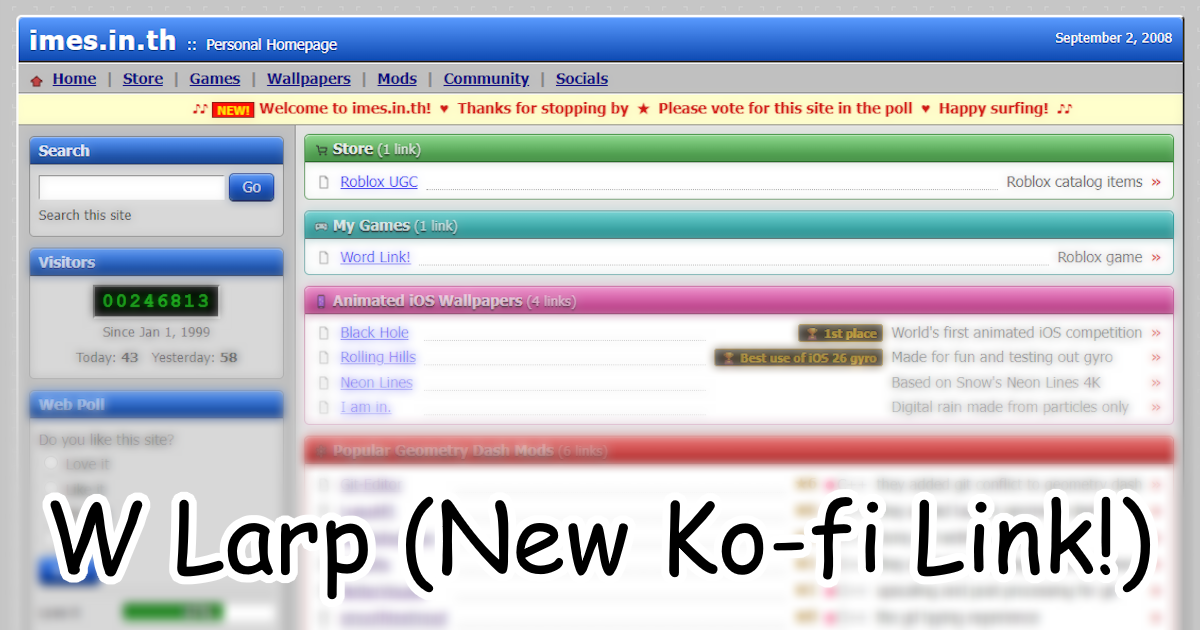 imes.in.th :: Personal Homepage
September 2, 2008
Home | Store | Games | Wallpapers | Mods | Community | Socials
♪♪ NEW! Welcome to imes.in.th! ♥ Thanks for stopping by ★ Please vote for this site in the poll ♥ Happy surfing! ♪♪
Search
Go
Search this site
Visitors
00246813
Since Jan 1, 1999
Today: 43 Yesterday: 58
Web Poll
Do you like this site?
Love it
Like it
Store (1 link)
Roblox UGC Roblox catalog items »
My Games (1 link)
Word Link! Roblox game »
Animated iOS Wallpapers (4 links)
Black Hole 1st place World's first animated iOS competition »
Rolling Hills Best use of iOS 26 gyro Made for fun and testing out gyro »
Neon Lines Based on Snow's Neon Lines 4K »
I am in. Digital rain made from particles only »
Popular Geometry Dash Mods (6 links)
W Larp (New Ko-fi Link!)